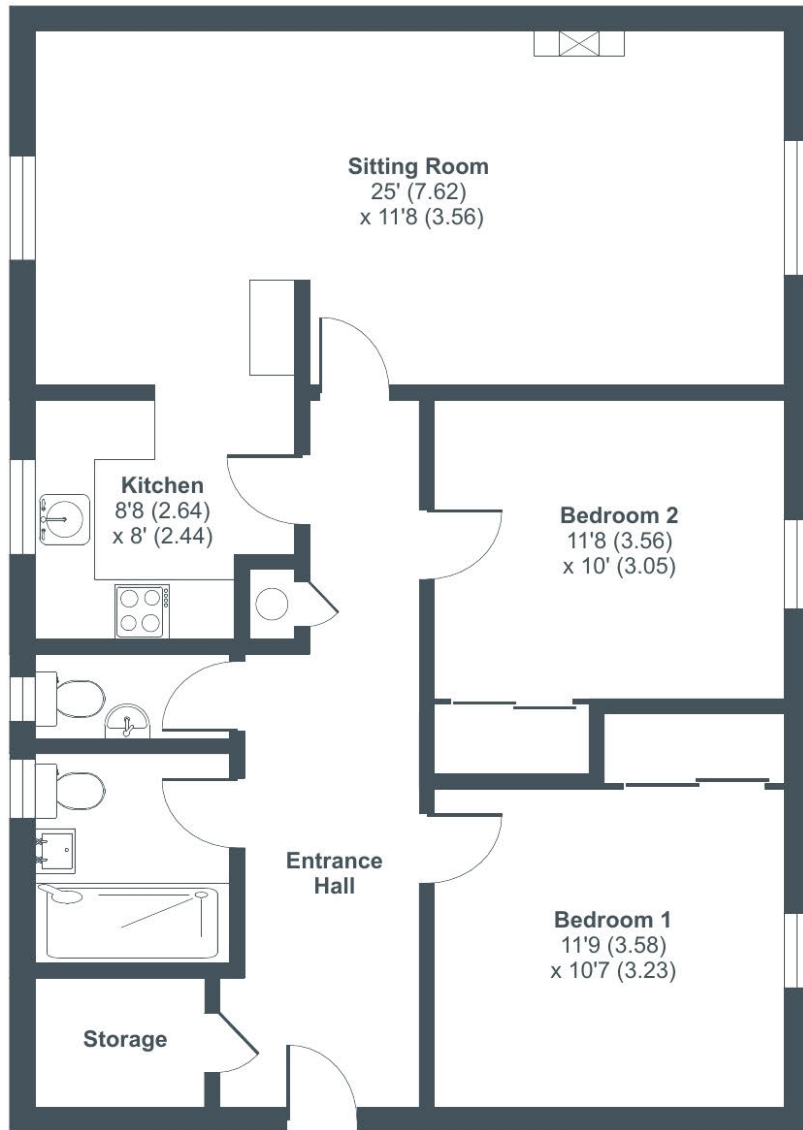 Sitting Room
25' (7.62)
x 11'8 (3.56)
Kitchen
8'8 (2.64)
x 8' (2.44)
Bedroom 2
11'8 (3.56)
x 10' (3.05)
Entrance
Hall
Bedroom 1
11'9 (3.58)
x 10'7 (3.23)
Storage